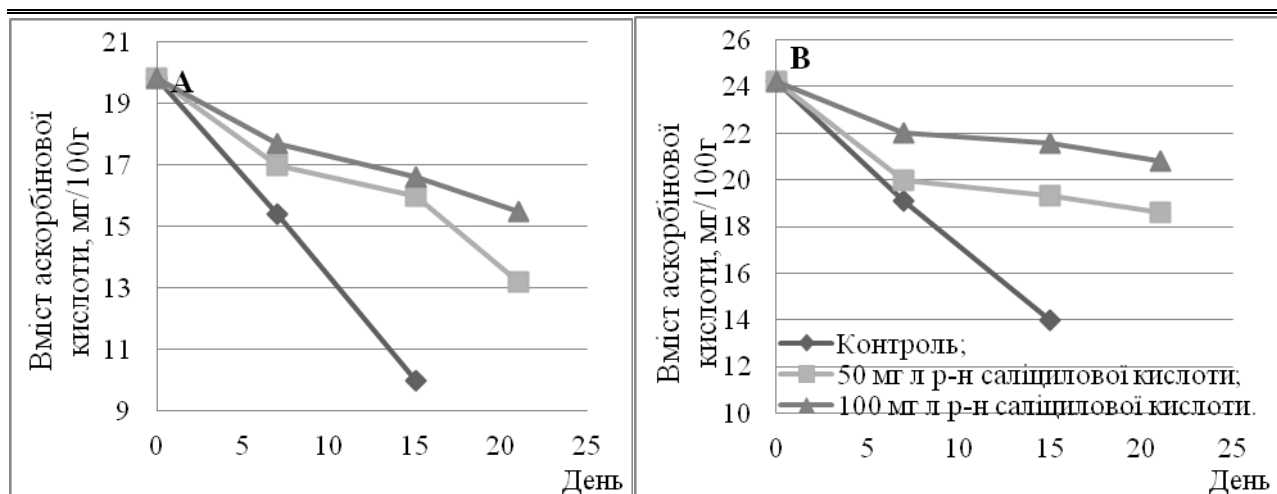 Вміст аскорбінової
кислоти, мг/100г
21
19
17
15
13
11
9
A
0
5
10
15
20
25
День
Вміст аскорбінової
кислоти, мг/100г
26
24
22
20
18
16
14
12
10
B
Контроль;
50 мг л р-н саліцилової кислоти;
100 мг л р-н саліцилової кислоти.
0
5
10
15
20
25
День